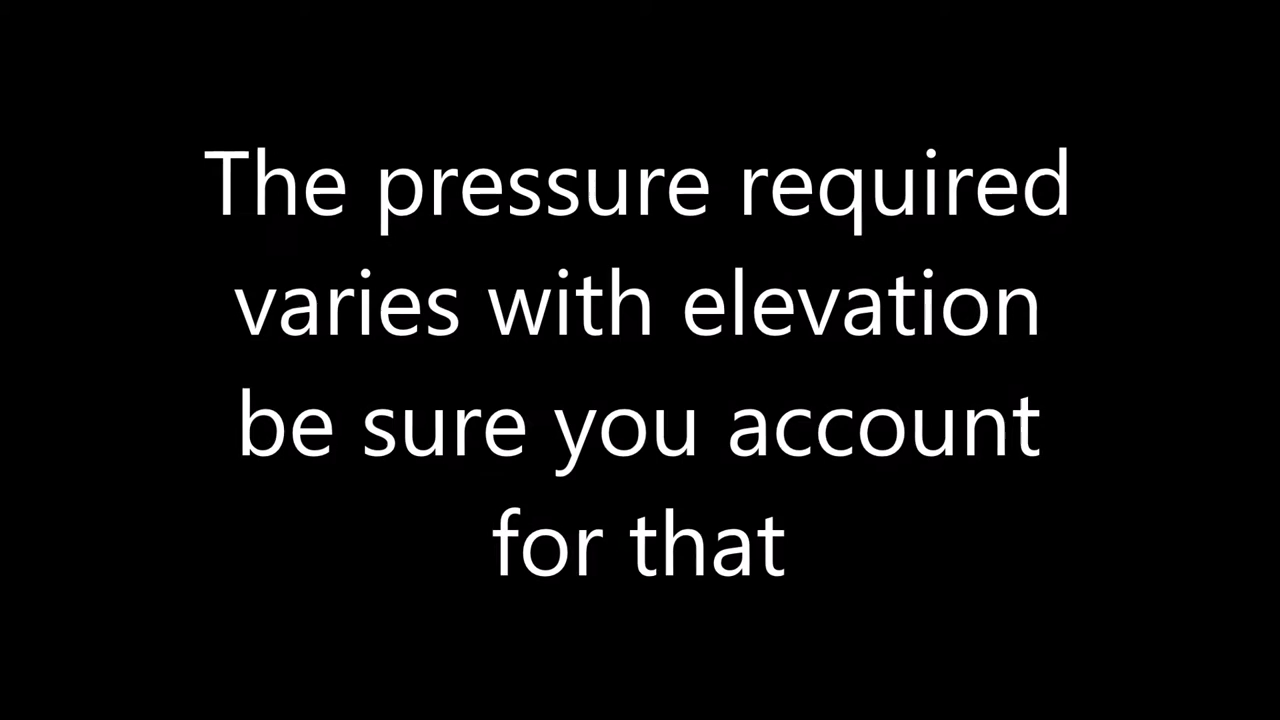 The pressure required
varies with elevation
be sure you account
for that